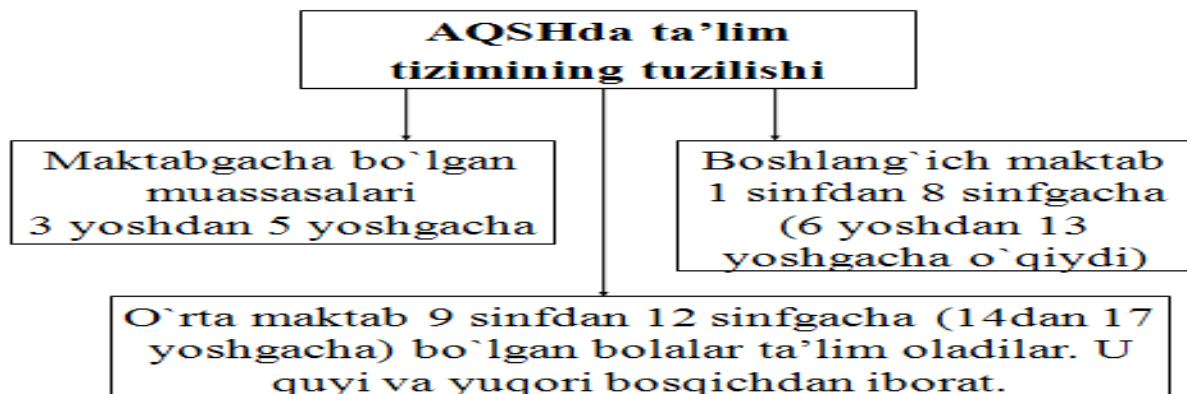 AQSHda ta’lim
tizimining tuzilishi
Maktabgacha bo`lgan
muassasalari
3 yoshdan 5 yoshgacha
Boshlang`ich maktab
1 sinfdan 8 sinfgacha
(6 yoshdan 13
yoshgacha o`qiydi)
O`rta maktab 9 sinfdan 12 sinfgacha (14dan 17
yoshgacha) bo`lgan bolalar ta’lim oladilar. U
quyi va yuqori bosqichdan iborat.